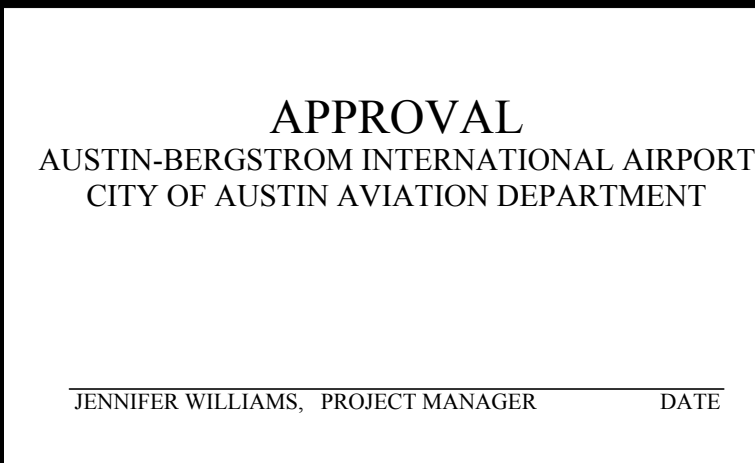 APPROVAL
AUSTIN-BERGSTROM INTERNATIONAL AIRPORT
CITY OF AUSTIN AVIATION DEPARTMENT
JENNIFER WILLIAMS, PROJECT MANAGER DATE